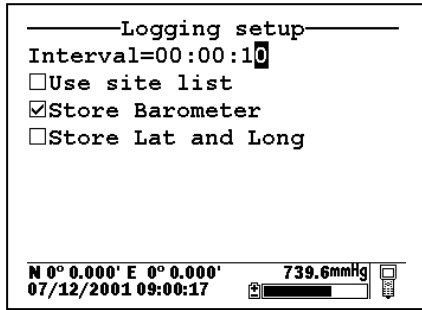 Logging setup
Interval=00:00:10
Use site list
Store Barometer
Store Lat and Long
N 0° 0.000' E 0° 0.000' 739.6mmHg
07/12/2001 09:00:17